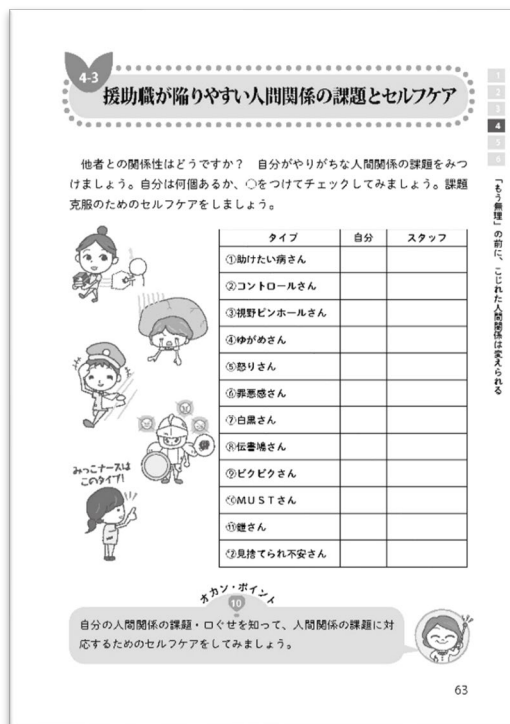 4-3
援助職が陥りやすい人間関係の課題とセルフケア
1
2
3
4
5
6
「もう無理」の前に、こじれた人間関係は変えられる
他者との関係性はどうですか？　自分がやりがちな人間関係の課題をみつ
けましょう。自分は何個あるか、○をつけてチェックしてみましょう。課題
克服のためのセルフケアをしましょう。
タイプ　自分　スタッフ
①助けたい病さん
②コントロールさん
③視野ピンホールさん
④ゆがめさん
⑤怒りさん
⑥罪悪感さん
⑦白黒さん
⑧伝書鳩さん
⑨ビクビクさん
⑩ＭＵＳＴさん
⑪鎧さん
⑫見捨てられ不安さん
みっこナースは
このタイプ!
オカン・ポイント
10
自分の人間関係の課題・口ぐせを知って、人間関係の課題に対
応するためのセルフケアをしてみましょう。
63